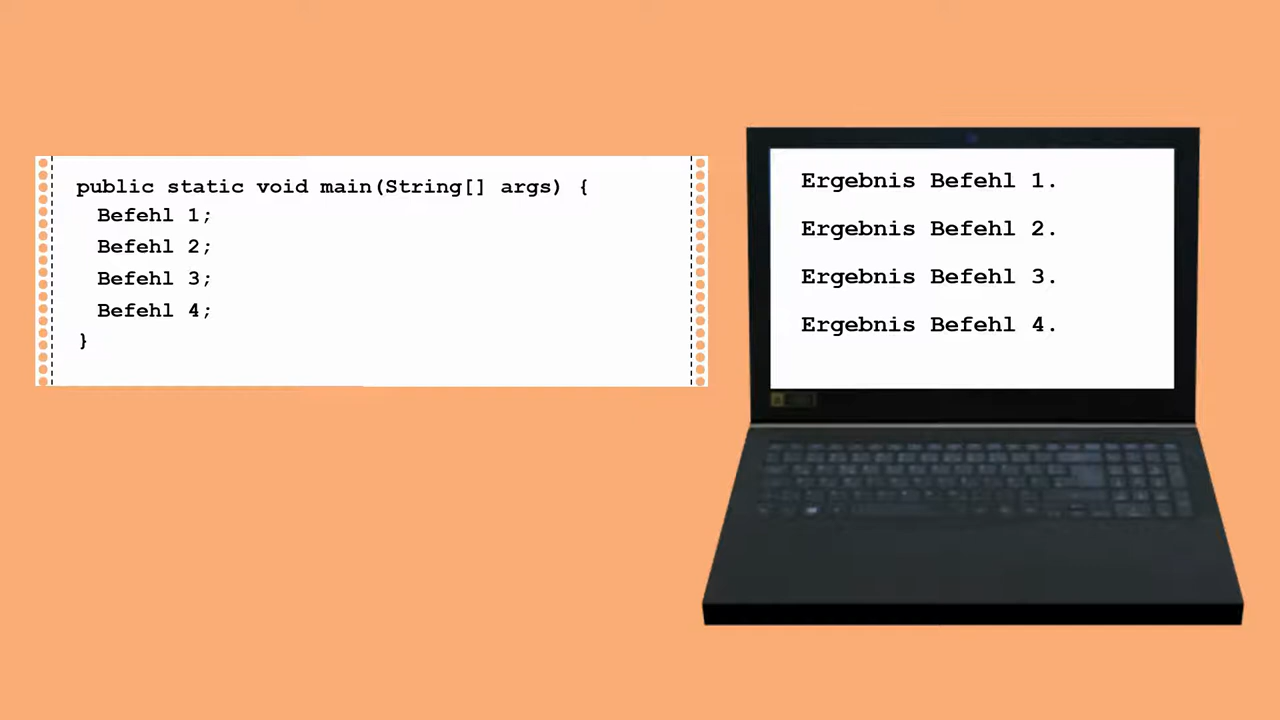 public static void main(String[] args) {
Befehl 1;
Befehl 2;
Befehl 3;
Befehl 4;
}
Ergebnis Befehl 1.
Ergebnis Befehl 2.
Ergebnis Befehl 3.
Ergebnis Befehl 4.